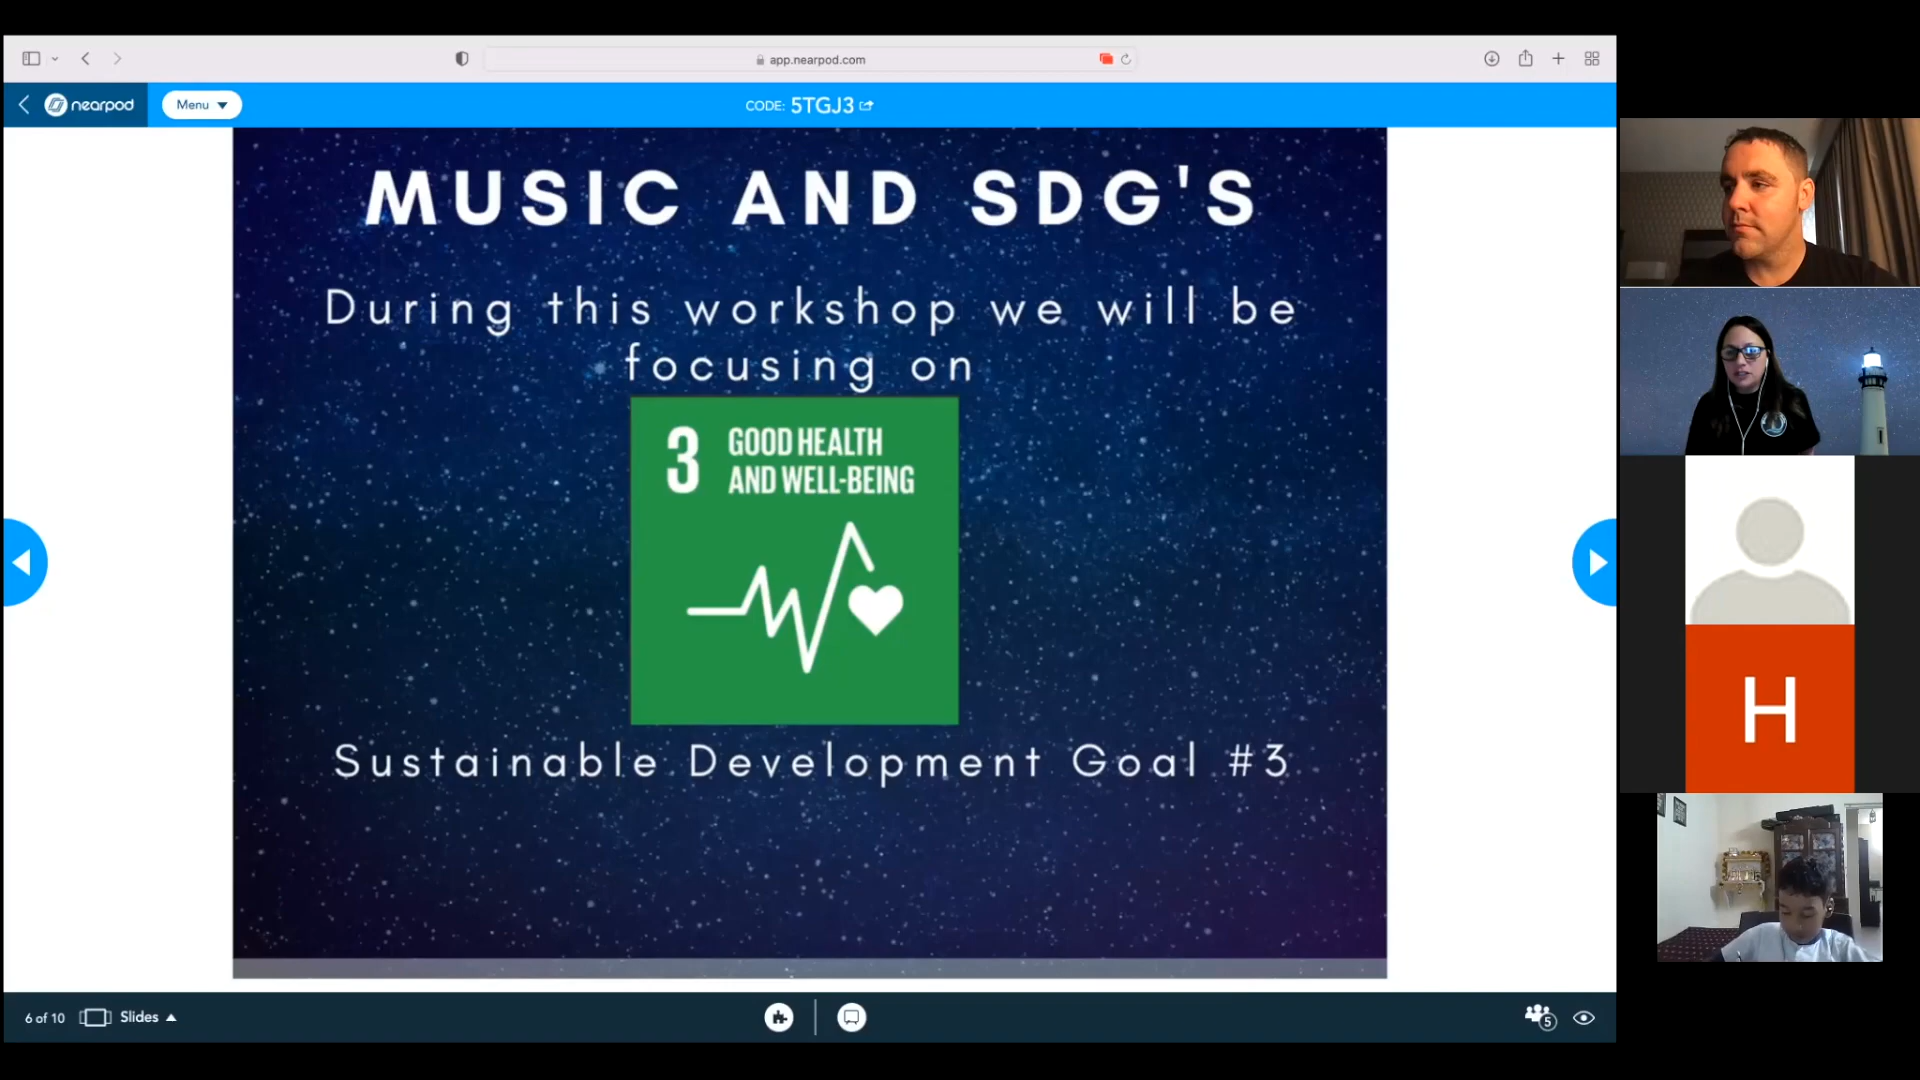 app.nearpod.com
nearpod
Menu
CODE: 5TGJ3
MUSIC AND SDG'S
During this workshop we will be
focusing on
3 GOOD HEALTH
AND WELL-BEING
Sustainable Development Goal #3
6 of 10
Slides
5
H